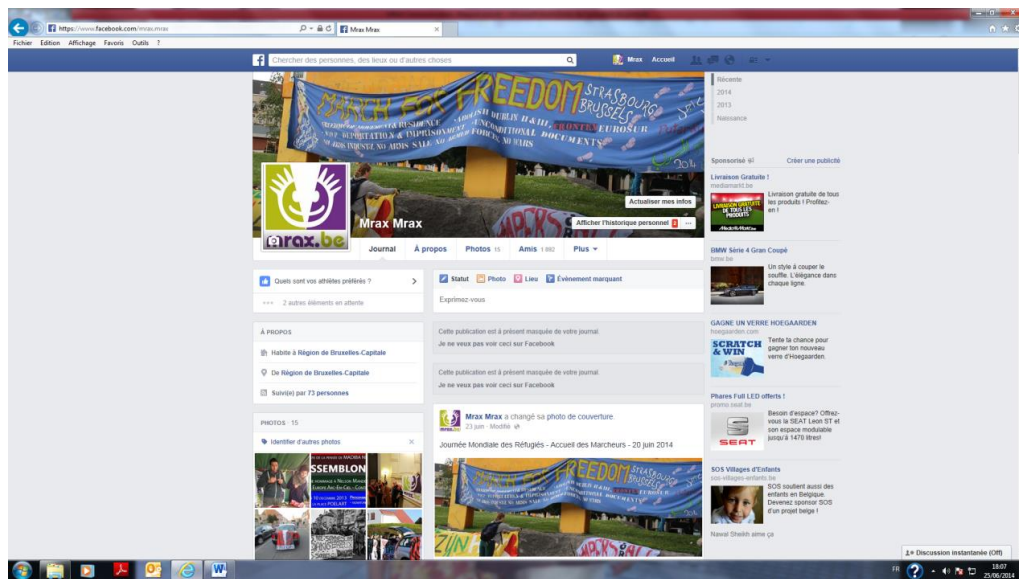 https://www.facebook.com/mrax.mrax
Mrax Mrax
Fichier Edition Affichage Favoris Outils ?
Chercher des personnes, des lieux ou d'autres choses
Mrax Accueil
MARCH FOR FREEDOM
STRASBOURG
BRUSSELS
Actualiser mes infos
Afficher l'historique personnel
Mrax Mrax
mrax.be
Journal À propos Photos 15 Amis 1 892 Plus
Récente
2014
2013
Naissance
Quels sont vos athlètes préférés ?
2 autres éléments en attente
À PROPOS
Habite à Région de Bruxelles-Capitale
De Région de Bruxelles-Capitale
Suivi(e) par 73 personnes
PHOTOS · 15
Identifier d'autres photos
SSEMBLON
Statut Photo Lieu Évènement marquant
Exprimez-vous
Cette publication est à présent masquée de votre journal.
Je ne veux pas voir ceci sur Facebook
Cette publication est à présent masquée de votre journal.
Je ne veux pas voir ceci sur Facebook
Mrax Mrax a changé sa photo de couverture.
23 juin · Modifié
Journée Mondiale des Réfugiés - Accueil des Marcheurs - 20 juin 2014
Sponsorisé
Créer une publicité
Livraison Gratuite !
mediamarkt.be
LIVRAISON GRATUITE
DE TOUS LES
PRODUITS
Livraison gratuite de tous
les produits ! Profitez-
en !
BMW Série 4 Gran Coupé
bmw.be
Un style à couper le
souffle. L'élégance dans
chaque ligne.
GAGNE UN VERRE HOEGAARDEN
hoegaarden.com
SCRATCH
& WIN
Tente ta chance pour
gagner ton nouveau
verre d'Hoegaarden.
Phares Full LED offerts !
promo.seat.be
SEAT
Besoin d'espace? Offrez-
vous la SEAT Leon ST et
son espace modulable
jusqu'à 1470 litres!
SOS Villages d'Enfants
sos-villages-enfants.be
SOS soutient aussi des
enfants en Belgique.
Devenez sponsor SOS
d'un projet belge !
Nawal Sheikh aime ça
Discussion instantanée (Off)
FR
18:07
25/06/2014